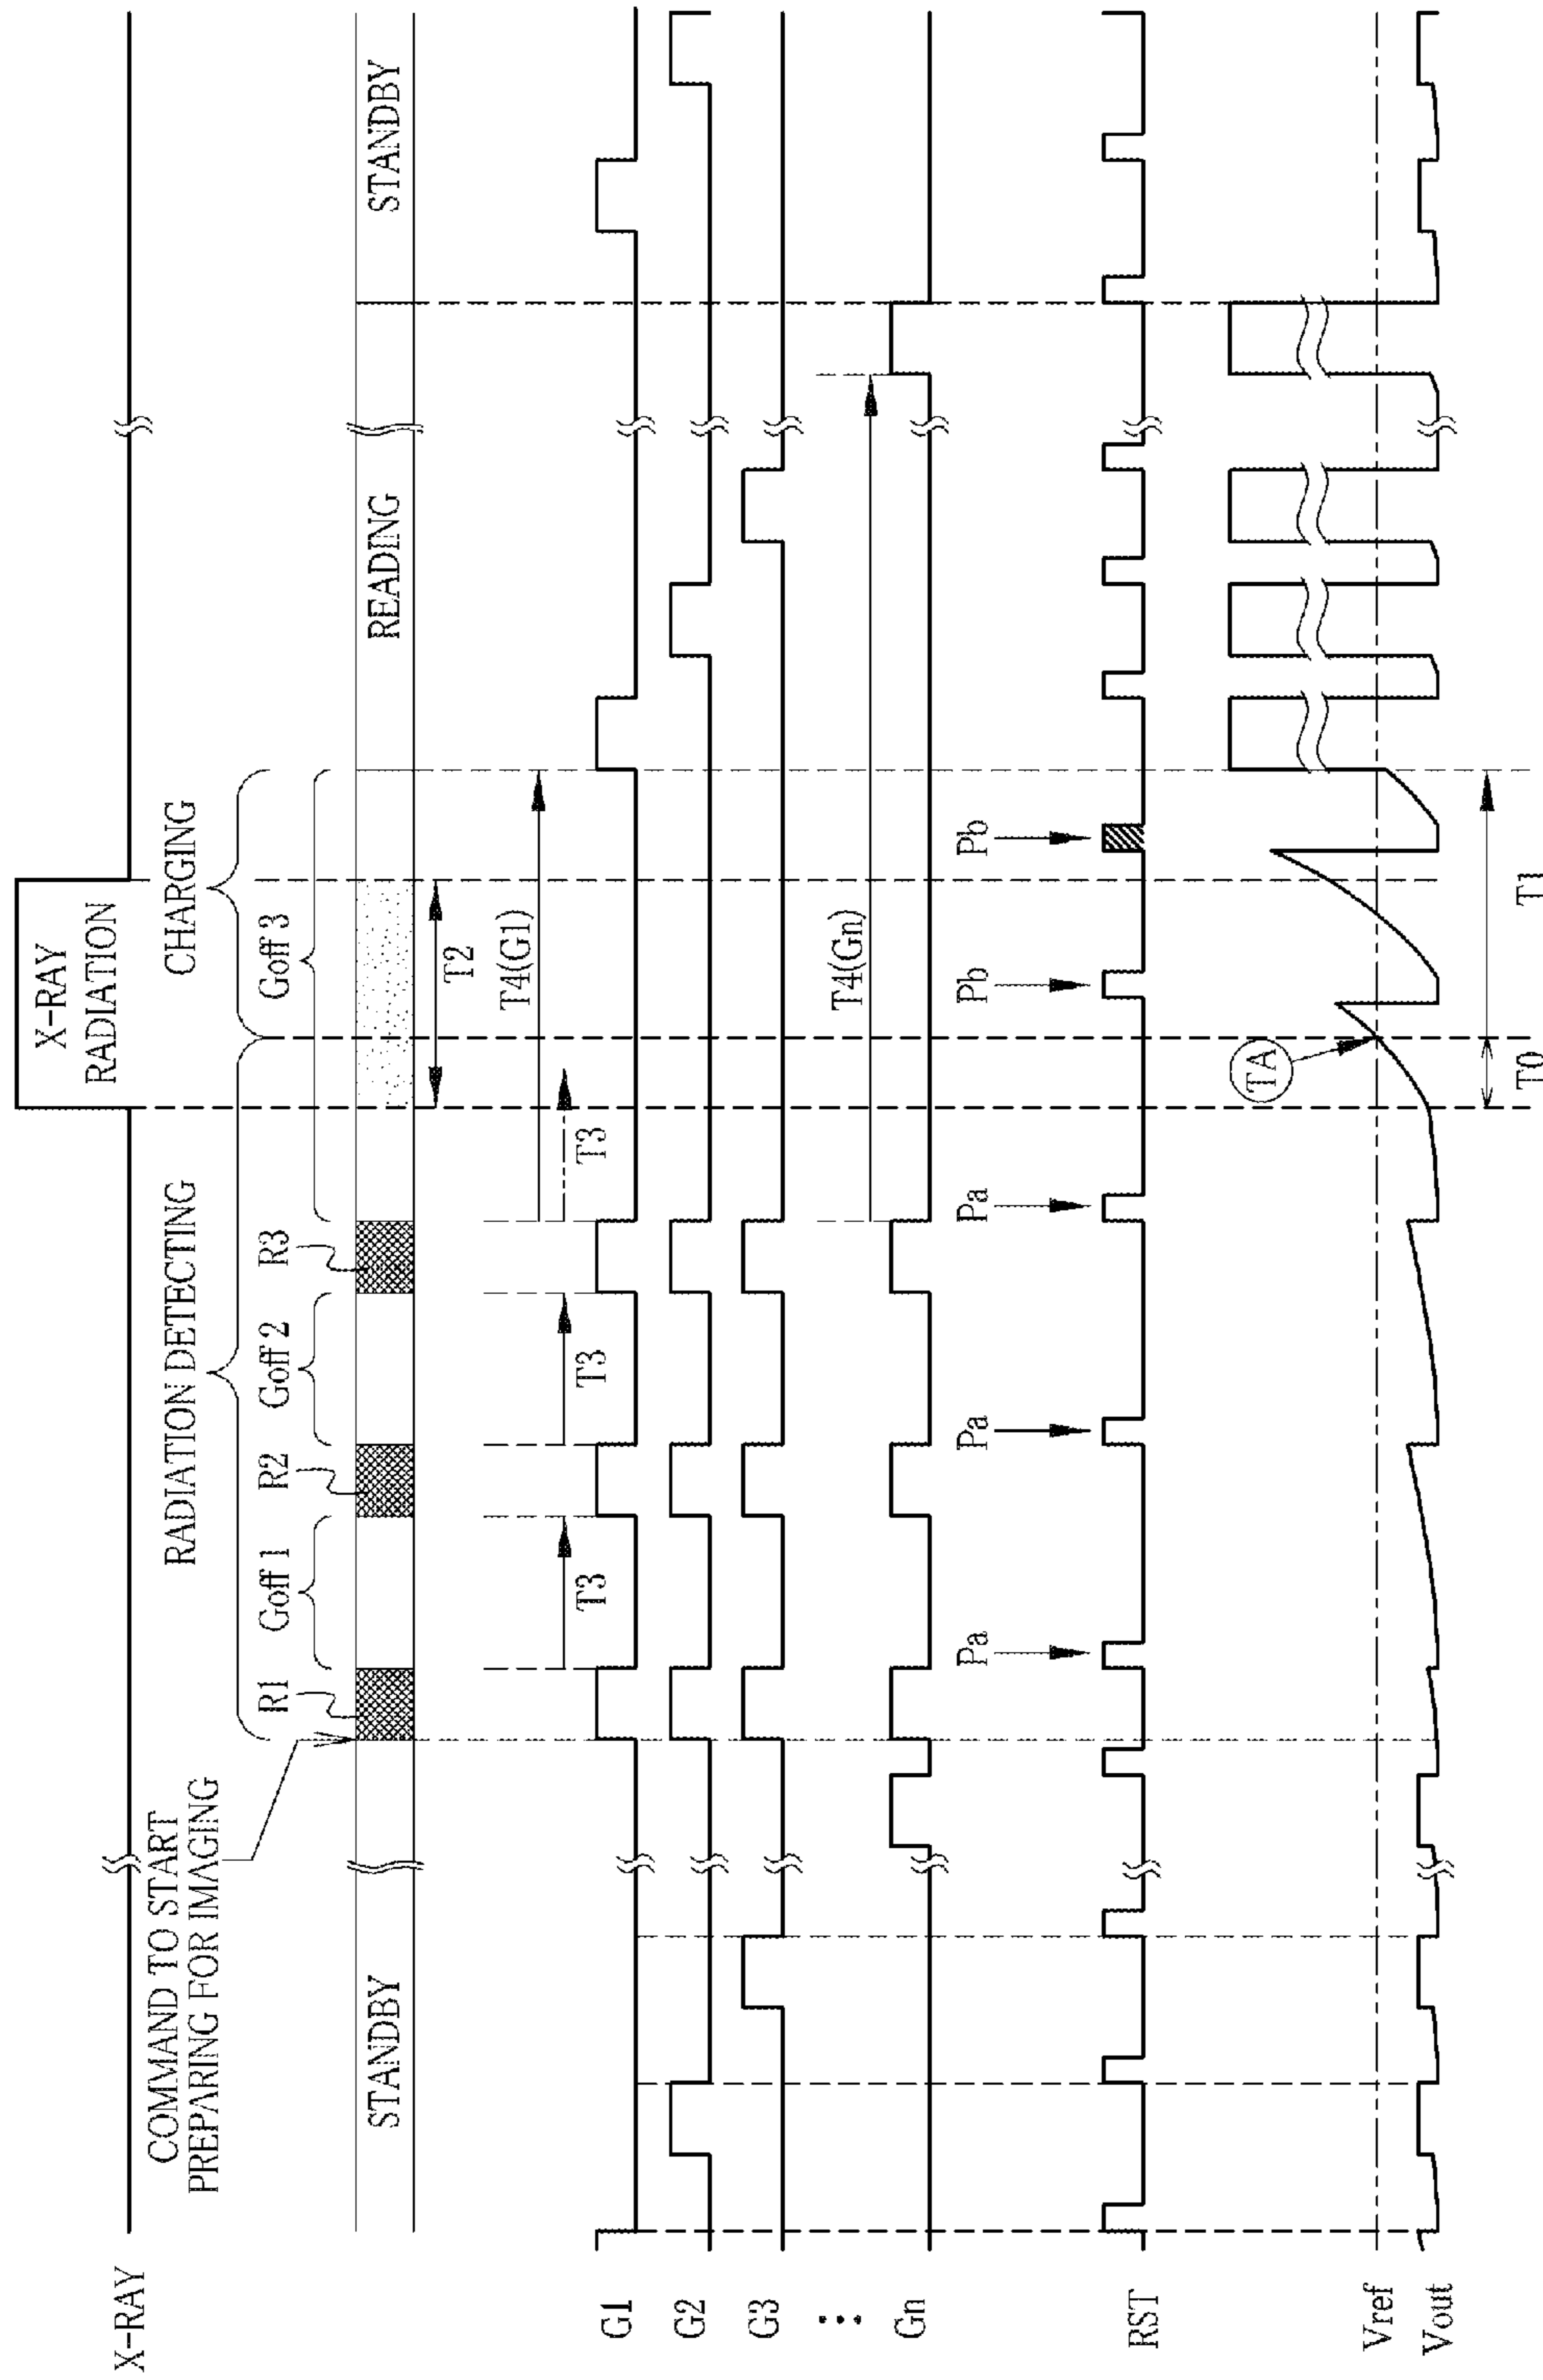 X-RAY
X-RAY
RADIATION
COMMAND TO START
PREPARING FOR IMAGING
RADIATION DETECTING
CHARGING
R1
Goff 1
R2
Goff 2
R3
Goff 3
STANDBY
READING
STANDBY
T2
T4(G1)
T3
T3
T3
G1
G2
G3
T4(Gn)
Gn
Pa
Pa
Pa
Pb
Pb
RST
TA
Vref
Vout
T0
T1